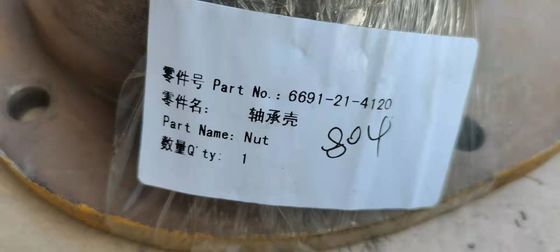 零件号 Part No.: 6691-21-4120
零件名: 轴承壳
Part Name: Nut
数量Q'ty: 1
804